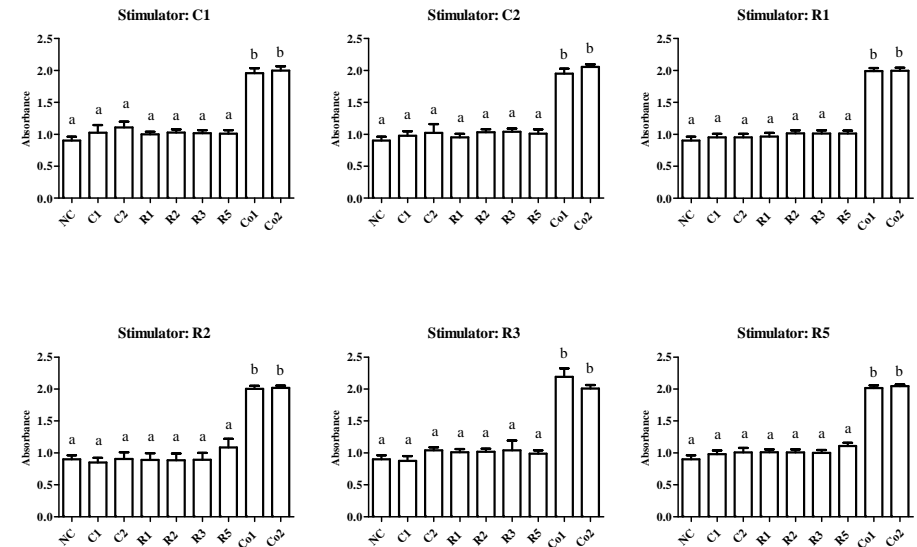 Stimulator: C1
Absorbance
2.5
2.0
1.5
1.0
0.5
0.0
a a a a a a a b b
NC C1 C2 R1 R2 R3 R5 Co1 Co2
Stimulator: C2
Absorbance
2.5
2.0
1.5
1.0
0.5
0.0
a a a a a a a b b
NC C1 C2 R1 R2 R3 R5 Co1 Co2
Stimulator: R1
Absorbance
2.5
2.0
1.5
1.0
0.5
0.0
a a a a a a a b b
NC C1 C2 R1 R2 R3 R5 Co1 Co2
Stimulator: R2
Absorbance
2.5
2.0
1.5
1.0
0.5
0.0
a a a a a a a b b
NC C1 C2 R1 R2 R3 R5 Co1 Co2
Stimulator: R3
Absorbance
2.5
2.0
1.5
1.0
0.5
0.0
a a a a a a a b b
NC C1 C2 R1 R2 R3 R5 Co1 Co2
Stimulator: R5
Absorbance
2.5
2.0
1.5
1.0
0.5
0.0
a a a a a a a b b
NC C1 C2 R1 R2 R3 R5 Co1 Co2